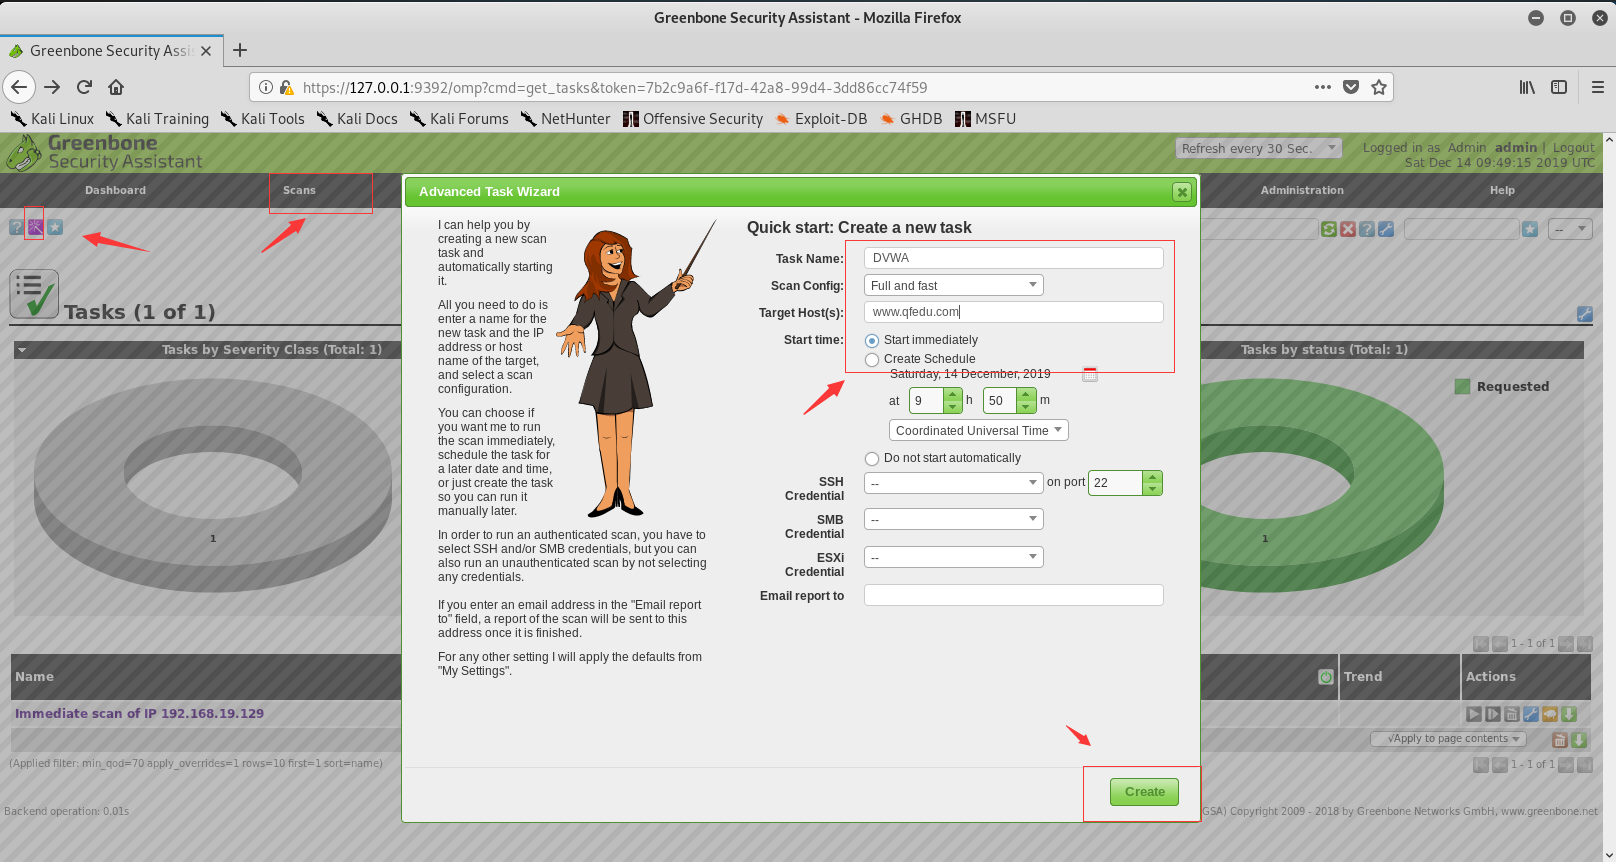 Greenbone Security Assistant - Mozilla Firefox
Greenbone Security Assis
https://127.0.0.1:9392/omp?cmd=get_tasks&token=7b2c9a6f-f17d-42a8-99d4-3dd86cc74f59
Kali Linux Kali Training Kali Tools Kali Docs Kali Forums NetHunter Offensive Security Exploit-DB GHDB MSFU
Greenbone
Security Assistant
Refresh every 30 Sec.
Logged in as Admin admin | Logout
Sat Dec 14 09:49:15 2019 UTC
Dashboard Scans Administration Help
--
Tasks (1 of 1)
Tasks by Severity Class (Total: 1)
1
Tasks by status (Total: 1)
Requested
1
Advanced Task Wizard
I can help you by
creating a new scan
task and
automatically starting
it.
All you need to do is
enter a name for the
new task and the IP
address or host
name of the target,
and select a scan
configuration.
You can choose if
you want me to run
the scan immediately,
schedule the task for
a later date and time,
or just create the task
so you can run it
manually later.
In order to run an authenticated scan, you have to
select SSH and/or SMB credentials, but you can
also run an unauthenticated scan by not selecting
any credentials.
If you enter an email address in the "Email report
to" field, a report of the scan will be sent to this
address once it is finished.
For any other setting I will apply the defaults from
"My Settings".
Quick start: Create a new task
Task Name: DVWA
Scan Config: Full and fast
Target Host(s): www.qfedu.com
Start time: Start immediately
Create Schedule
Saturday, 14 December, 2019
at 9 h 50 m
Coordinated Universal Time
Do not start automatically
SSH
Credential
-- on port 22
SMB
Credential
--
ESXi
Credential
--
Email report to
Create
1 - 1 of 1
Name Trend Actions
Immediate scan of IP 192.168.19.129
√Apply to page contents
(Applied filter: min_qod=70 apply_overrides=1 rows=10 first=1 sort=name)
1 - 1 of 1
Backend operation: 0.01s
GSA) Copyright 2009 - 2018 by Greenbone Networks GmbH, www.greenbone.net